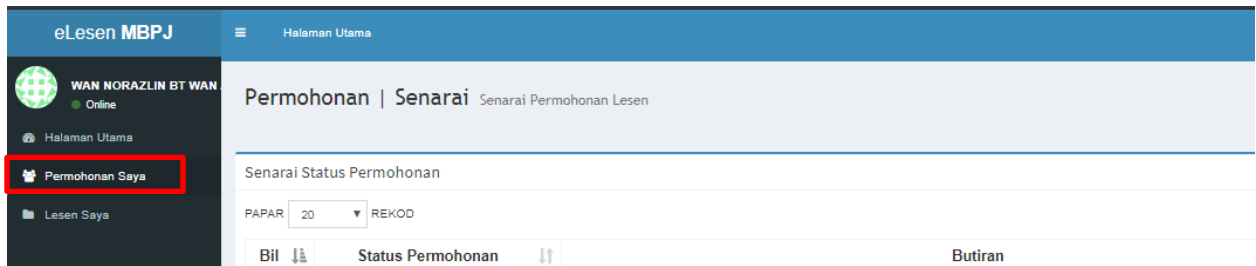 eLesen MBPJ
Halaman Utama
WAN NORAZLIN BT WAN
Online
Halaman Utama
Permohonan Saya
Lesen Saya
Permohonan | Senarai Senarai Permohonan Lesen
Senarai Status Permohonan
PAPAR 20 REKOD
Bil Status Permohonan Butiran